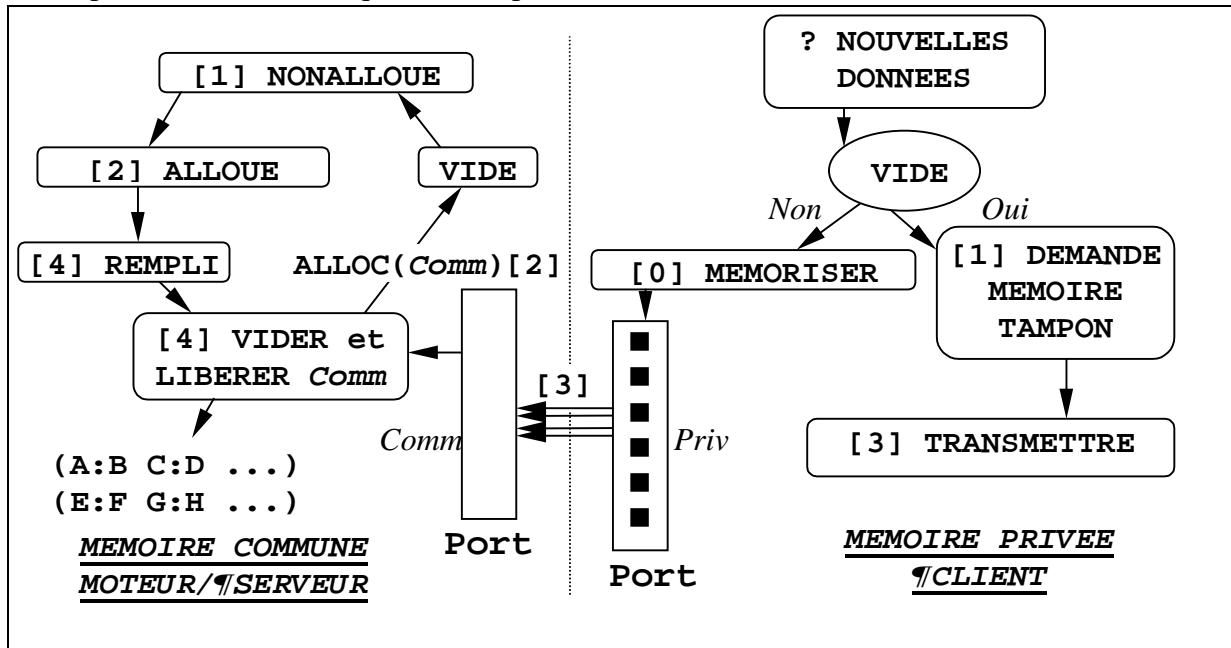 [1] NONALLOUE
[2] ALLOUE
VIDE
[4] REMPLI
ALLOC(Comm)[2]
[4] VIDER et
LIBERER Comm
(A:B C:D ...)
(E:F G:H ...)
MEMOIRE COMMUNE
MOTEUR/¶SERVEUR
Comm
Port
[3]
? NOUVELLES
DONNEES
VIDE
Non
Oui
[0] MEMORISER
[1] DEMANDE
MEMOIRE
TAMPON
Priv
Port
[3] TRANSMETTRE
MEMOIRE PRIVEE
¶CLIENT